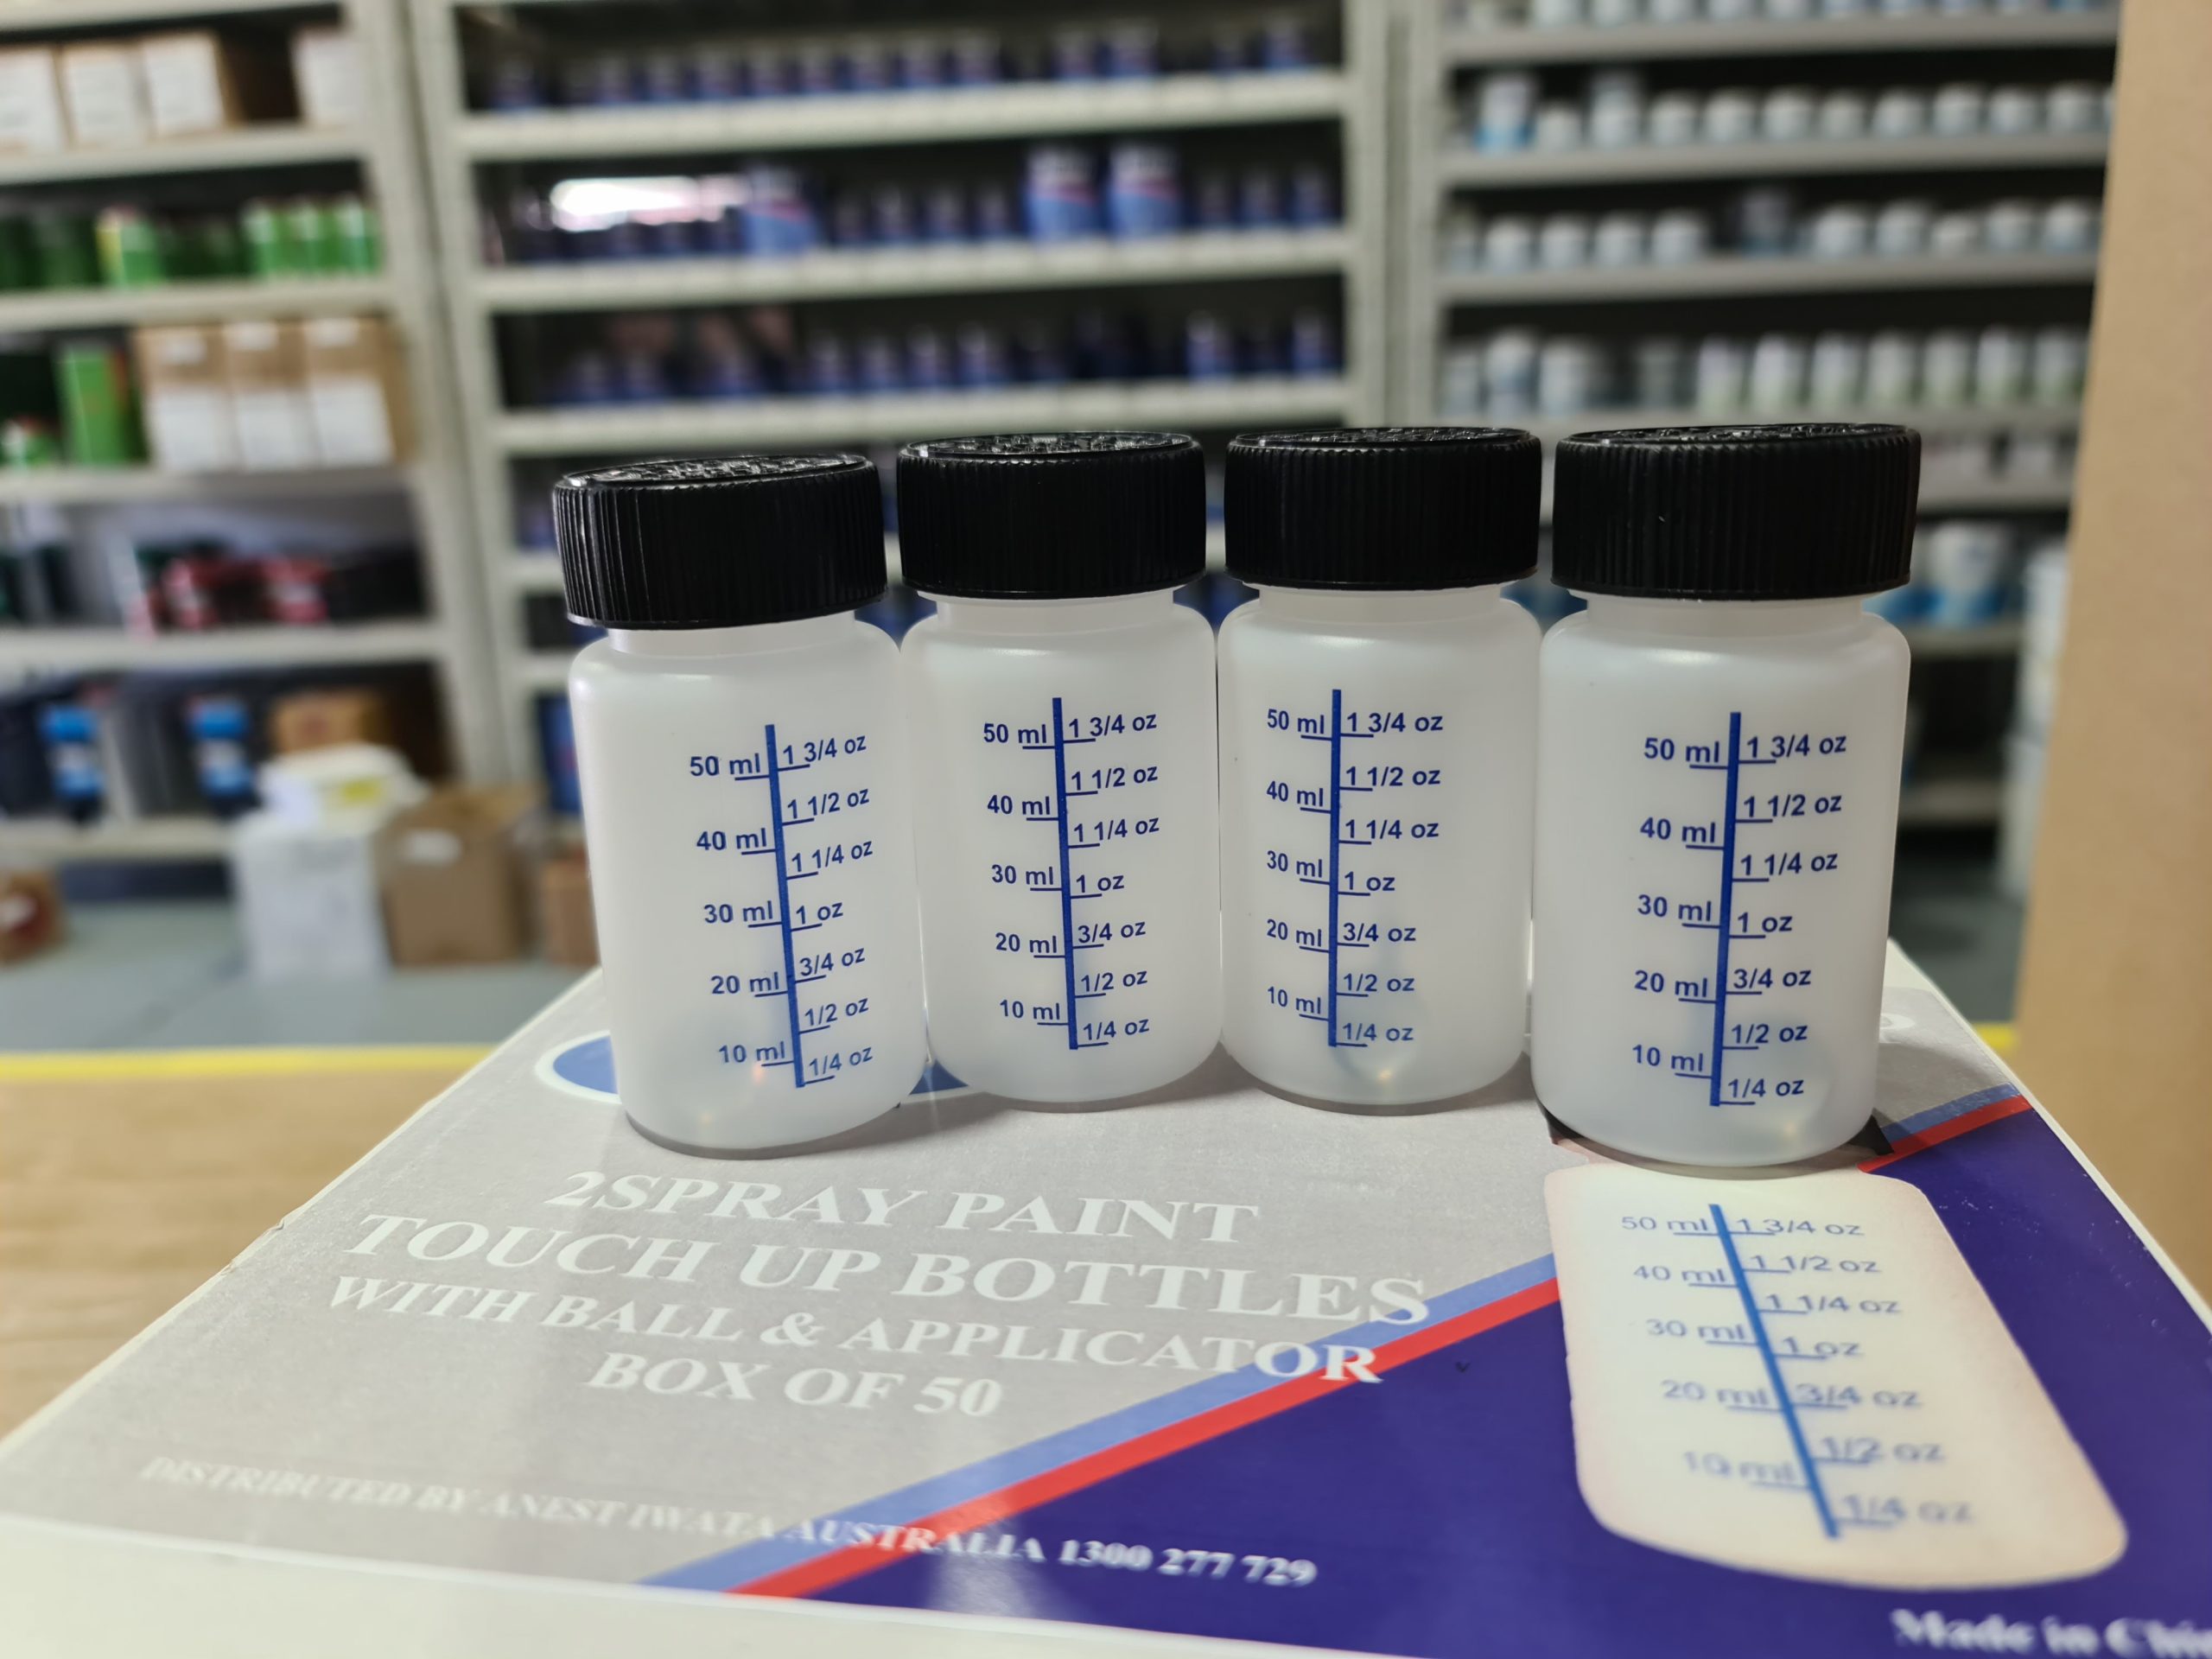 50 ml 1 3/4 oz
1 1/2 oz
40 ml
1 1/4 oz
30 ml
1 oz
3/4 oz
20 ml
1/2 oz
10 ml
1/4 oz
50 ml 1 3/4 oz
1 1/2 oz
40 ml
1 1/4 oz
30 ml
1 oz
3/4 oz
20 ml
1/2 oz
10 ml
1/4 oz
50 ml 1 3/4 oz
1 1/2 oz
40 ml
1 1/4 oz
30 ml
1 oz
3/4 oz
20 ml
1/2 oz
10 ml
1/4 oz
50 ml 1 3/4 oz
1 1/2 oz
40 ml
1 1/4 oz
30 ml
1 oz
3/4 oz
20 ml
1/2 oz
10 ml
1/4 oz
2SPRAY PAINT
TOUCH UP BOTTLES
WITH BALL & APPLICATOR
BOX OF 50
DISTRIBUTED BY ANEST IWATA AUSTRALIA 1300 277 729
50 ml 1 3/4 oz
1 1/2 oz
40 ml
1 1/4 oz
30 ml
1 oz
3/4 oz
20 ml
1/2 oz
10 ml
1/4 oz
Made in